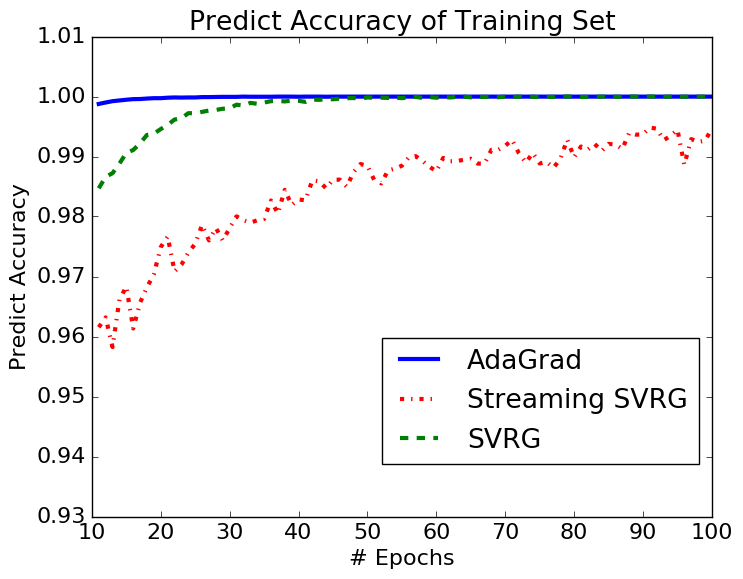 Predict Accuracy of Training Set
1.01
1.00
0.99
0.98
0.97
0.96
0.95
0.94
0.93
Predict Accuracy
AdaGrad
Streaming SVRG
SVRG
10 20 30 40 50 60 70 80 90 100
# Epochs